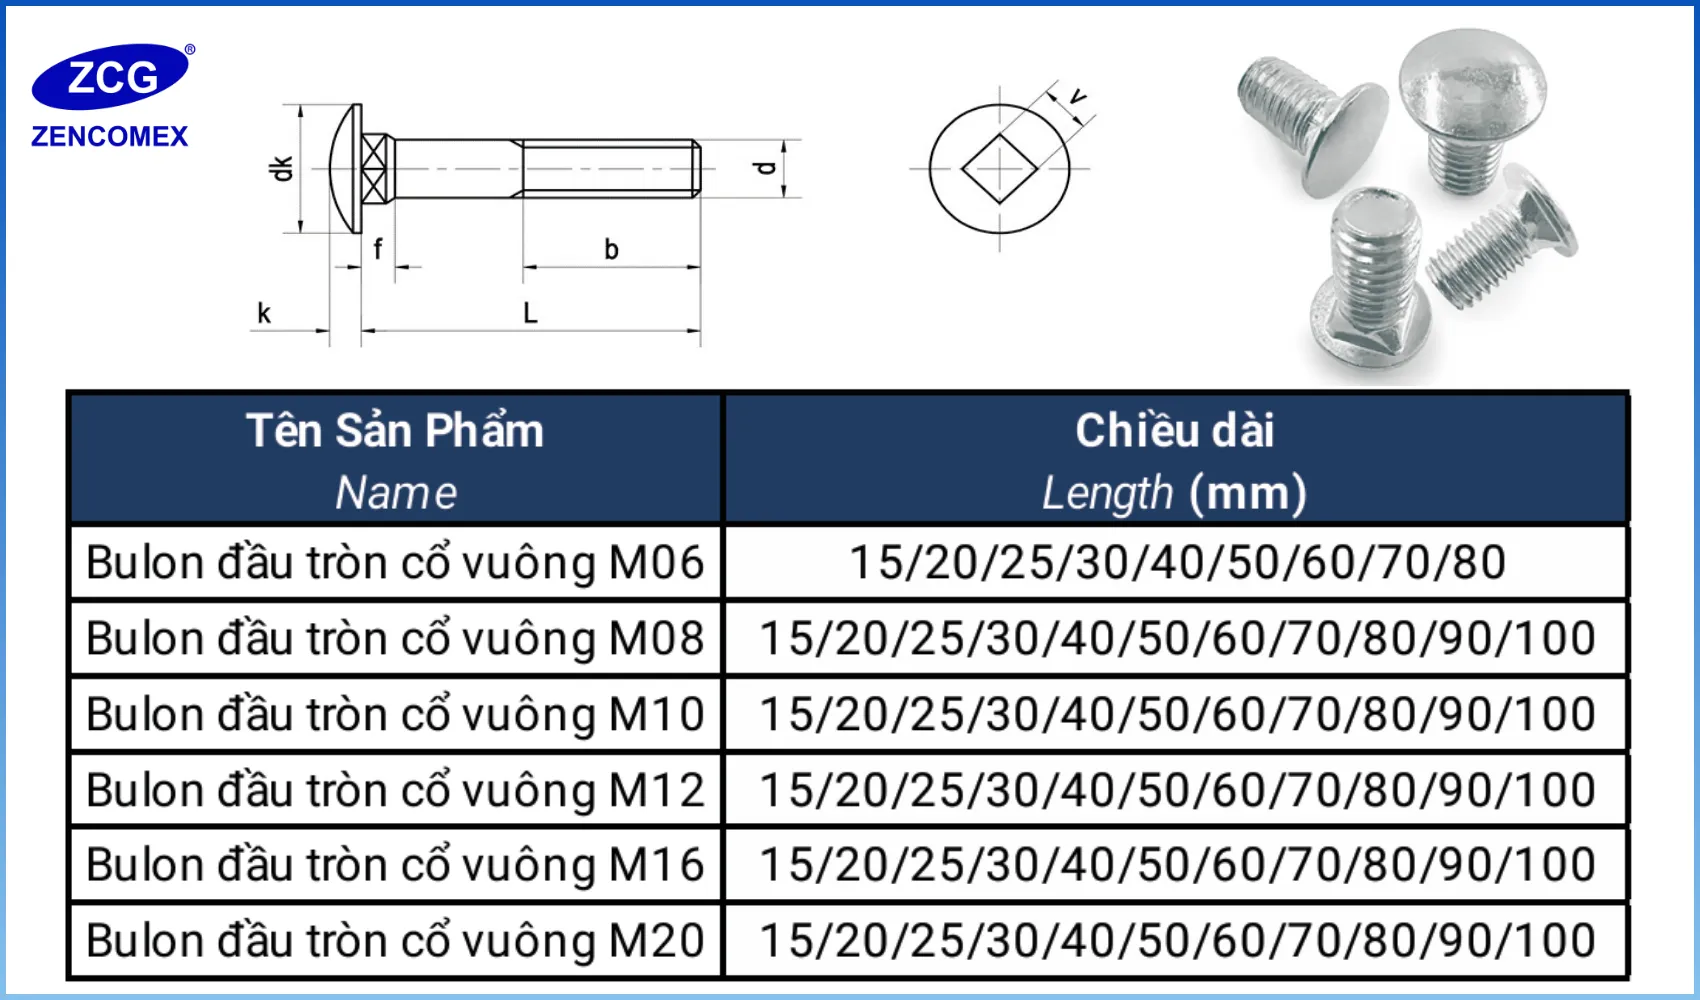 ZCG®
ZENCOMEX
dk
f
b
d
k
L
v
Tên Sản Phẩm
Name
Chiều dài
Length (mm)
Bulon đầu tròn cổ vuông M06
15/20/25/30/40/50/60/70/80
Bulon đầu tròn cổ vuông M08
15/20/25/30/40/50/60/70/80/90/100
Bulon đầu tròn cổ vuông M10
15/20/25/30/40/50/60/70/80/90/100
Bulon đầu tròn cổ vuông M12
15/20/25/30/40/50/60/70/80/90/100
Bulon đầu tròn cổ vuông M16
15/20/25/30/40/50/60/70/80/90/100
Bulon đầu tròn cổ vuông M20
15/20/25/30/40/50/60/70/80/90/100